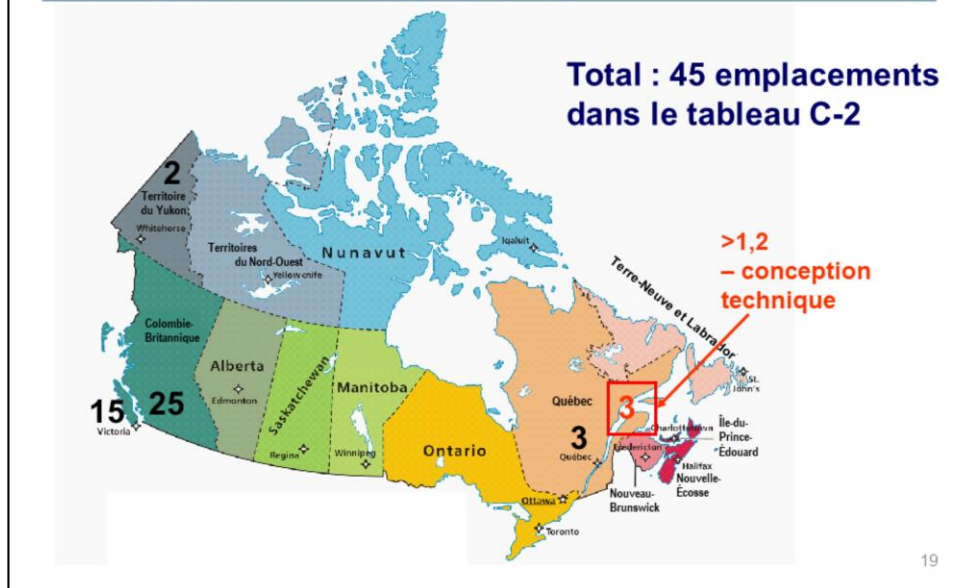 Total : 45 emplacements
dans le tableau C-2
2
Territoire
du Yukon
Whitehorse
Territoires
du Nord-Ouest
Yellowknife
Nunavut
Iqaluit
>1,2
– conception
technique
Terre-Neuve et Labrador
St.
John's
Colombie-
Britannique
Alberta
Edmonton
Saskatchewan
Regina
Manitoba
Winnipeg
15
25
Victoria
Ontario
Ottawa
Toronto
Québec
3
Québec
3
Charlottetown
Île-du-
Prince-
Édouard
Fredericton
Halifax
Nouvelle-
Écosse
Nouveau-
Brunswick
19